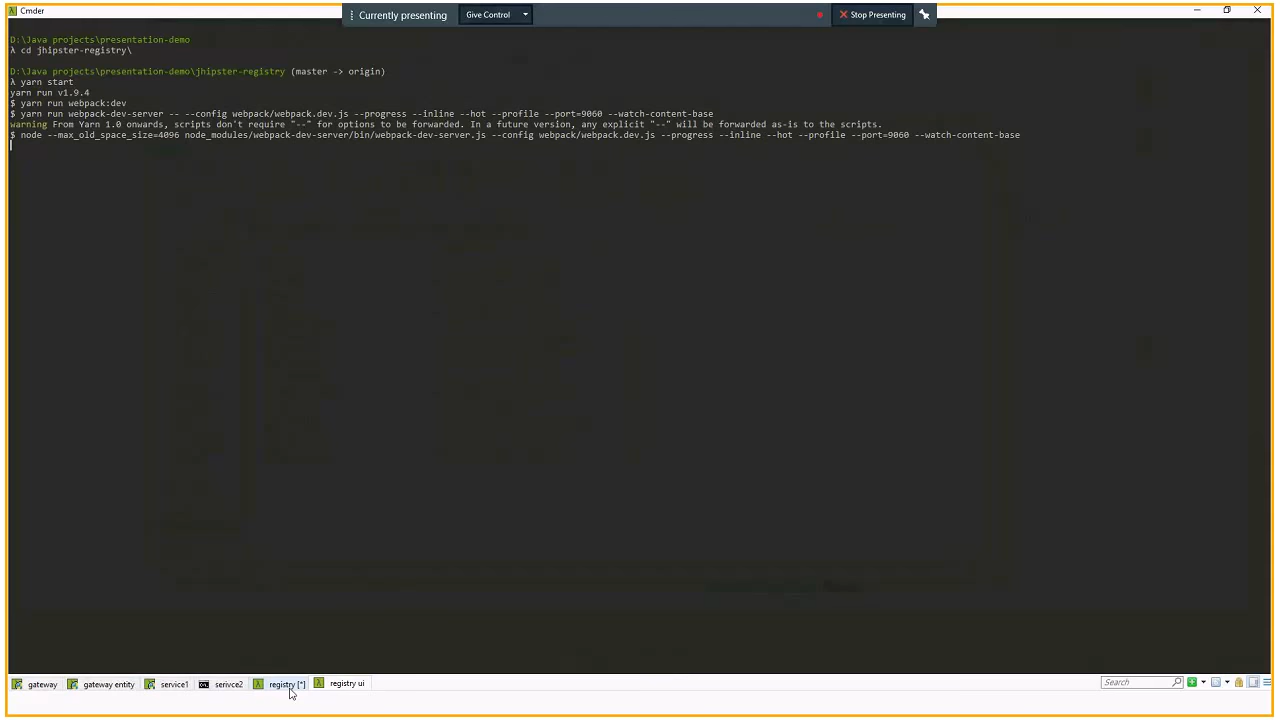 Cmder
Currently presenting
Give Control
Stop Presenting
D:\Java projects\presentation-demo
λ cd jhipster-registry\
D:\Java projects\presentation-demo\jhipster-registry (master -> origin)
λ yarn start
yarn run v1.9.4
$ yarn run webpack:dev
$ yarn run webpack-dev-server -- --config webpack/webpack.dev.js --progress --inline --hot --profile --port=9060 --watch-content-base
warning From Yarn 1.0 onwards, scripts don't require "--" for options to be forwarded. In a future version, any explicit "--" will be forwarded as-is to the scripts.
$ node --max_old_space_size=4096 node_modules/webpack-dev-server/bin/webpack-dev-server.js --config webpack/webpack.dev.js --progress --inline --hot --profile --port=9060 --watch-content-base
gateway
gateway entity
service1
serivce2
registry [*]
registry ui
Search